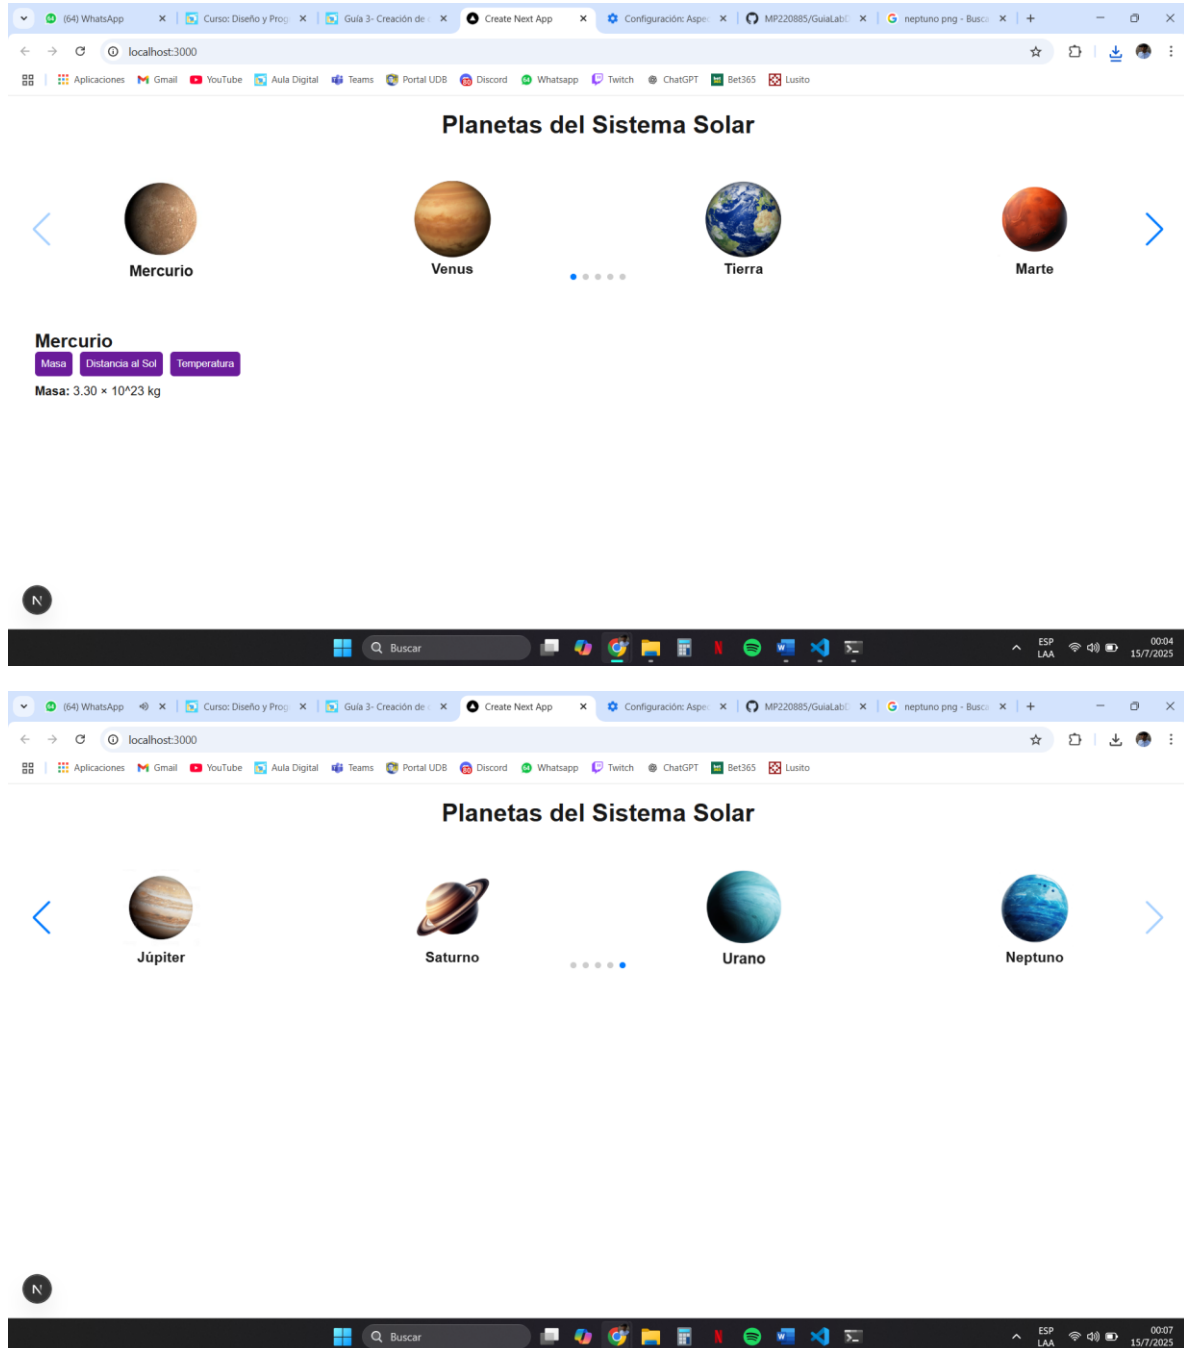 (64) WhatsApp Curso: Diseño y Prog Guía 3- Creación de Create Next App Configuración: Aspec MP220885/GuiaLab neptuno png - Busca
localhost:3000
Aplicaciones Gmail YouTube Aula Digital Teams Portal UDB Discord Whatsapp Twitch ChatGPT Bet365 Lusito
Planetas del Sistema Solar
Mercurio Venus Tierra Marte
Mercurio
Masa Distancia al Sol Temperatura
Masa: 3.30 × 10^23 kg
N
Buscar
ESP LAA
00:04
15/7/2025
(64) WhatsApp Curso: Diseño y Prog Guía 3- Creación de Create Next App Configuración: Aspec MP220885/GuiaLab neptuno png - Busca
localhost:3000
Aplicaciones Gmail YouTube Aula Digital Teams Portal UDB Discord Whatsapp Twitch ChatGPT Bet365 Lusito
Planetas del Sistema Solar
Júpiter Saturno Urano Neptuno
N
Buscar
ESP LAA
00:07
15/7/2025